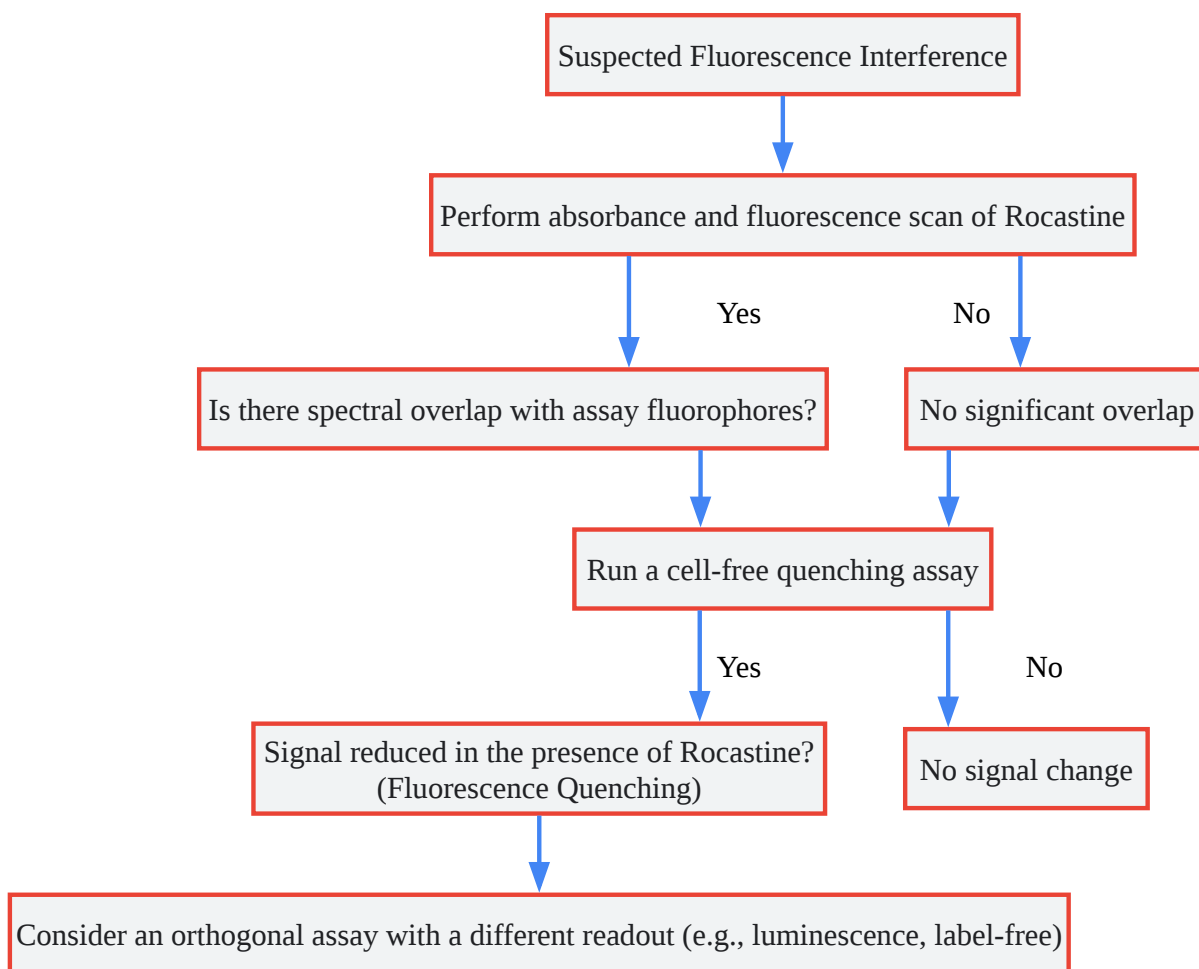 Suspected Fluorescence Interference
Perform absorbance and fluorescence scan of Rocastine
Yes
No
Is there spectral overlap with assay fluorophores?
No significant overlap
Run a cell-free quenching assay
Yes
No
Signal reduced in the presence of Rocastine?
(Fluorescence Quenching)
No signal change
Consider an orthogonal assay with a different readout (e.g., luminescence, label-free)